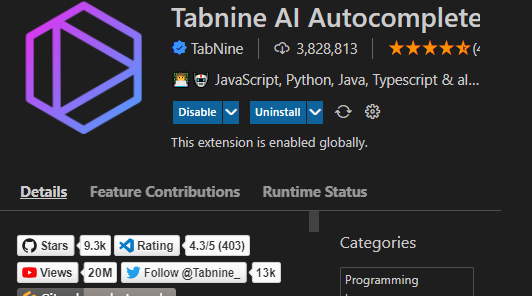 Tabnine AI Autocomplete
TabNine 3,828,813
JavaScript, Python, Java, Typescript & al...
Disable Uninstall
This extension is enabled globally.
Details Feature Contributions Runtime Status
Stars 9.3k Rating 4.3/5 (403)
Categories
Views 20M Follow @Tabnine_ 13k
Programming